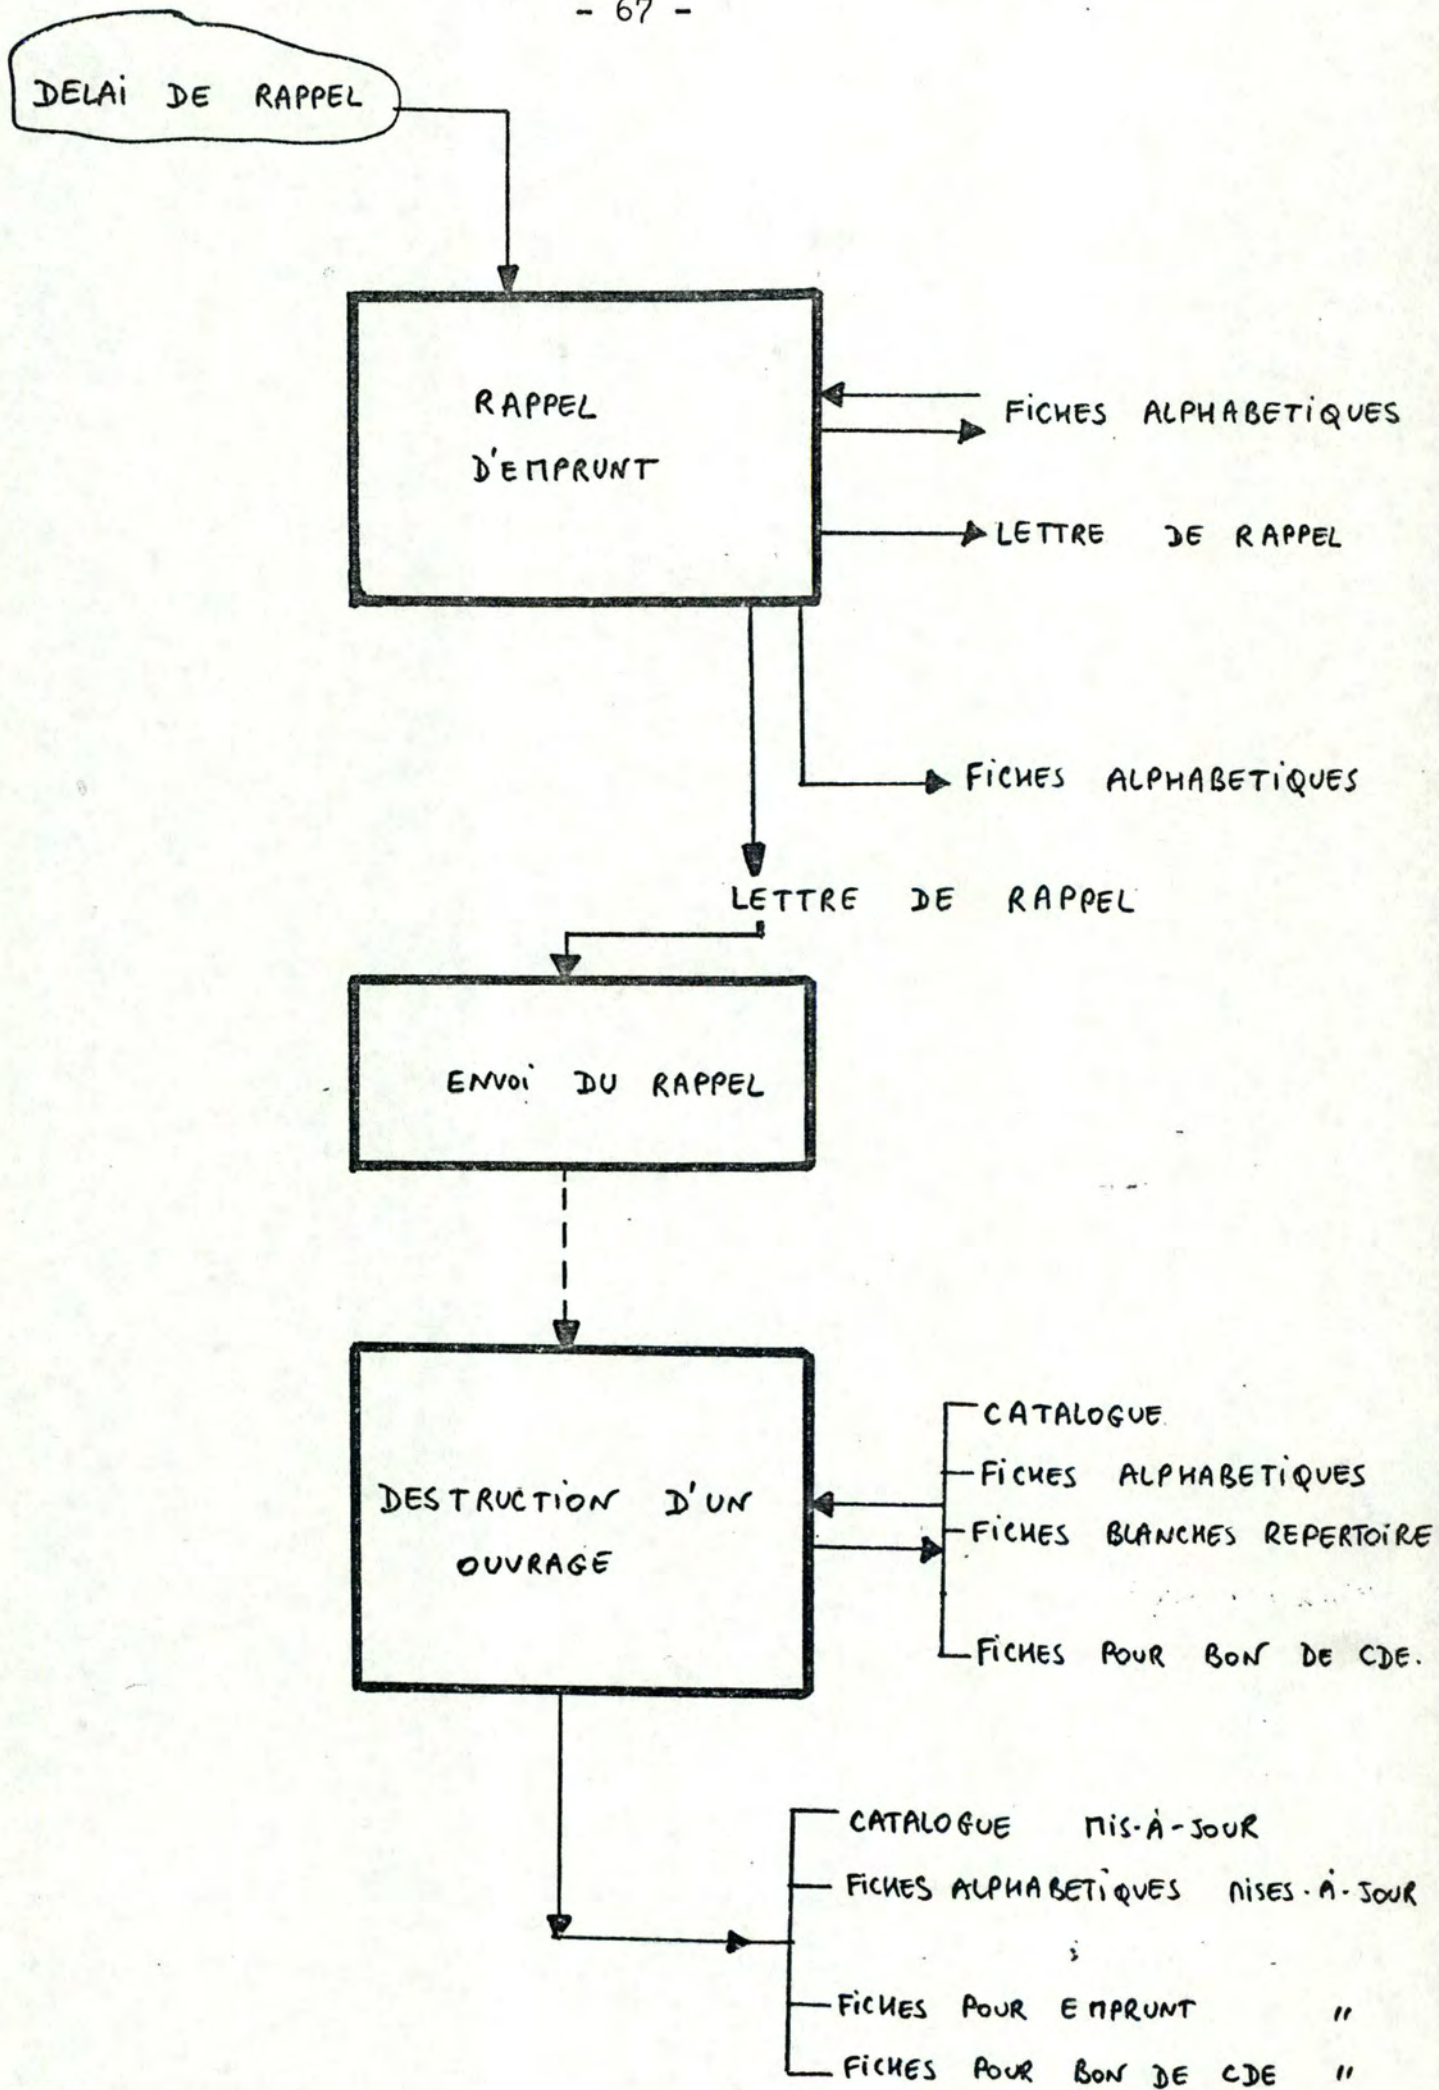 - 67 -
DELAI DE RAPPEL
RAPPEL
D'EMPRUNT
FICHES ALPHABETIQUES
LETTRE DE RAPPEL
FICHES ALPHABETIQUES
LETTRE DE RAPPEL
ENVOI DU RAPPEL
DESTRUCTION D'UN
OUVRAGE
CATALOGUE
FICHES ALPHABETIQUES
FICHES BLANCHES REPERTOIRE
FICHES POUR BON DE CDE.
CATALOGUE MIS-À-JOUR
FICHES ALPHABETIQUES MISES-À-JOUR
FICHES POUR EMPRUNT "
FICHES POUR BON DE CDE "